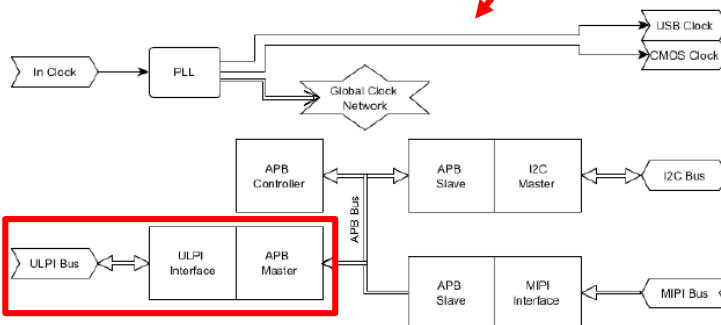 USB Clock
CMOS Clock
In Clock
PLL
Global Clock
Network
APB
Controller
APB Bus
APB
Slave
I2C
Master
I2C Bus
ULPI Bus
ULPI
Interface
APB
Master
APB
Slave
MIPI
Interface
MIPI Bus